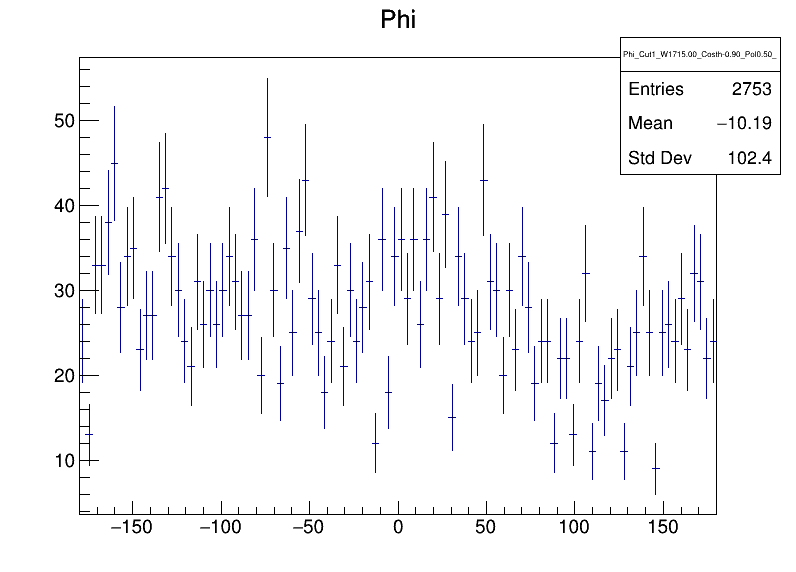 Phi
Phi_Cut1_W1715.00_Costh-0.90_Pol0.50_
Entries 2753
Mean −10.19
Std Dev 102.4
50
40
30
20
10
−150 −100 −50 0 50 100 150